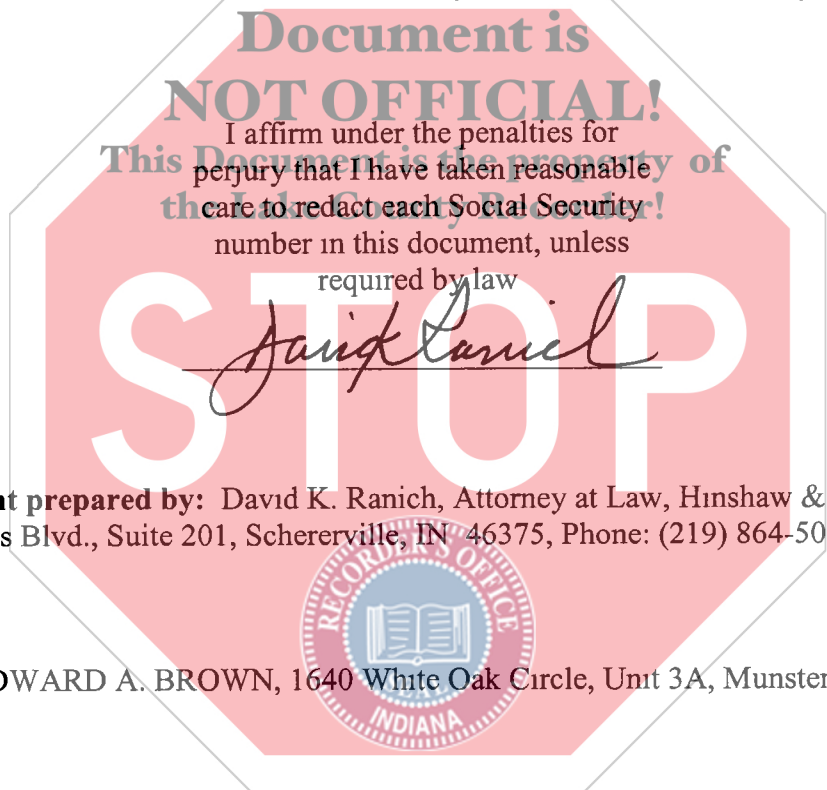 Document is
NOT OFFICIAL!
This Document is the property of
the Lake County Recorder!
I affirm under the penalties for
perjury that I have taken reasonable
care to redact each Social Security
number in this document, unless
required by law
STOP
nt prepared by: David K. Ranich, Attorney at Law, Hinshaw &
s Blvd., Suite 201, Schererville, IN 46375, Phone: (219) 864-50
RECORDER'S OFFICE
OWARD A. BROWN, 1640 White Oak Circle, Unit 3A, Munster
INDIANA